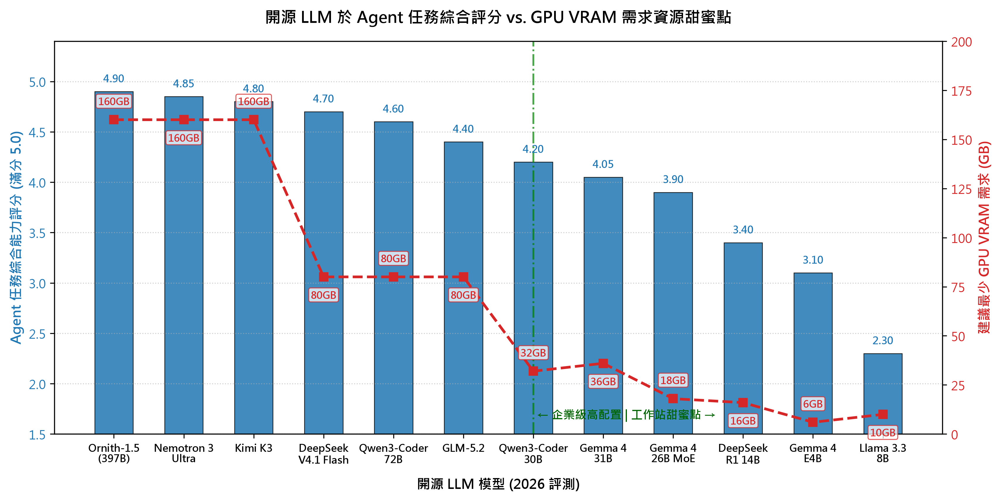 開源 LLM 於 Agent 任務綜合評分 vs. GPU VRAM 需求資源甜蜜點
Agent 任務綜合能力評分 (滿分 5.0)
5.0
4.5
4.0
3.5
3.0
2.5
2.0
1.5
4.90
4.85
4.80
4.70
4.60
4.40
4.20
4.05
3.90
3.40
3.10
2.30
160GB
160GB
160GB
80GB
80GB
80GB
32GB
36GB
18GB
16GB
6GB
10GB
← 企業級高配置 | 工作站甜蜜點 →
200
175
150
125
100
75
50
25
0
建議最少 GPU VRAM 需求 (GB)
Ornith-1.5
(397B)
Nemotron 3
Ultra
Kimi K3
DeepSeek
V4.1 Flash
Qwen3-Coder
72B
GLM-5.2
Qwen3-Coder
30B
Gemma 4
31B
Gemma 4
26B MoE
DeepSeek
R1 14B
Gemma 4
E4B
Llama 3.3
8B
開源 LLM 模型 (2026 評測)